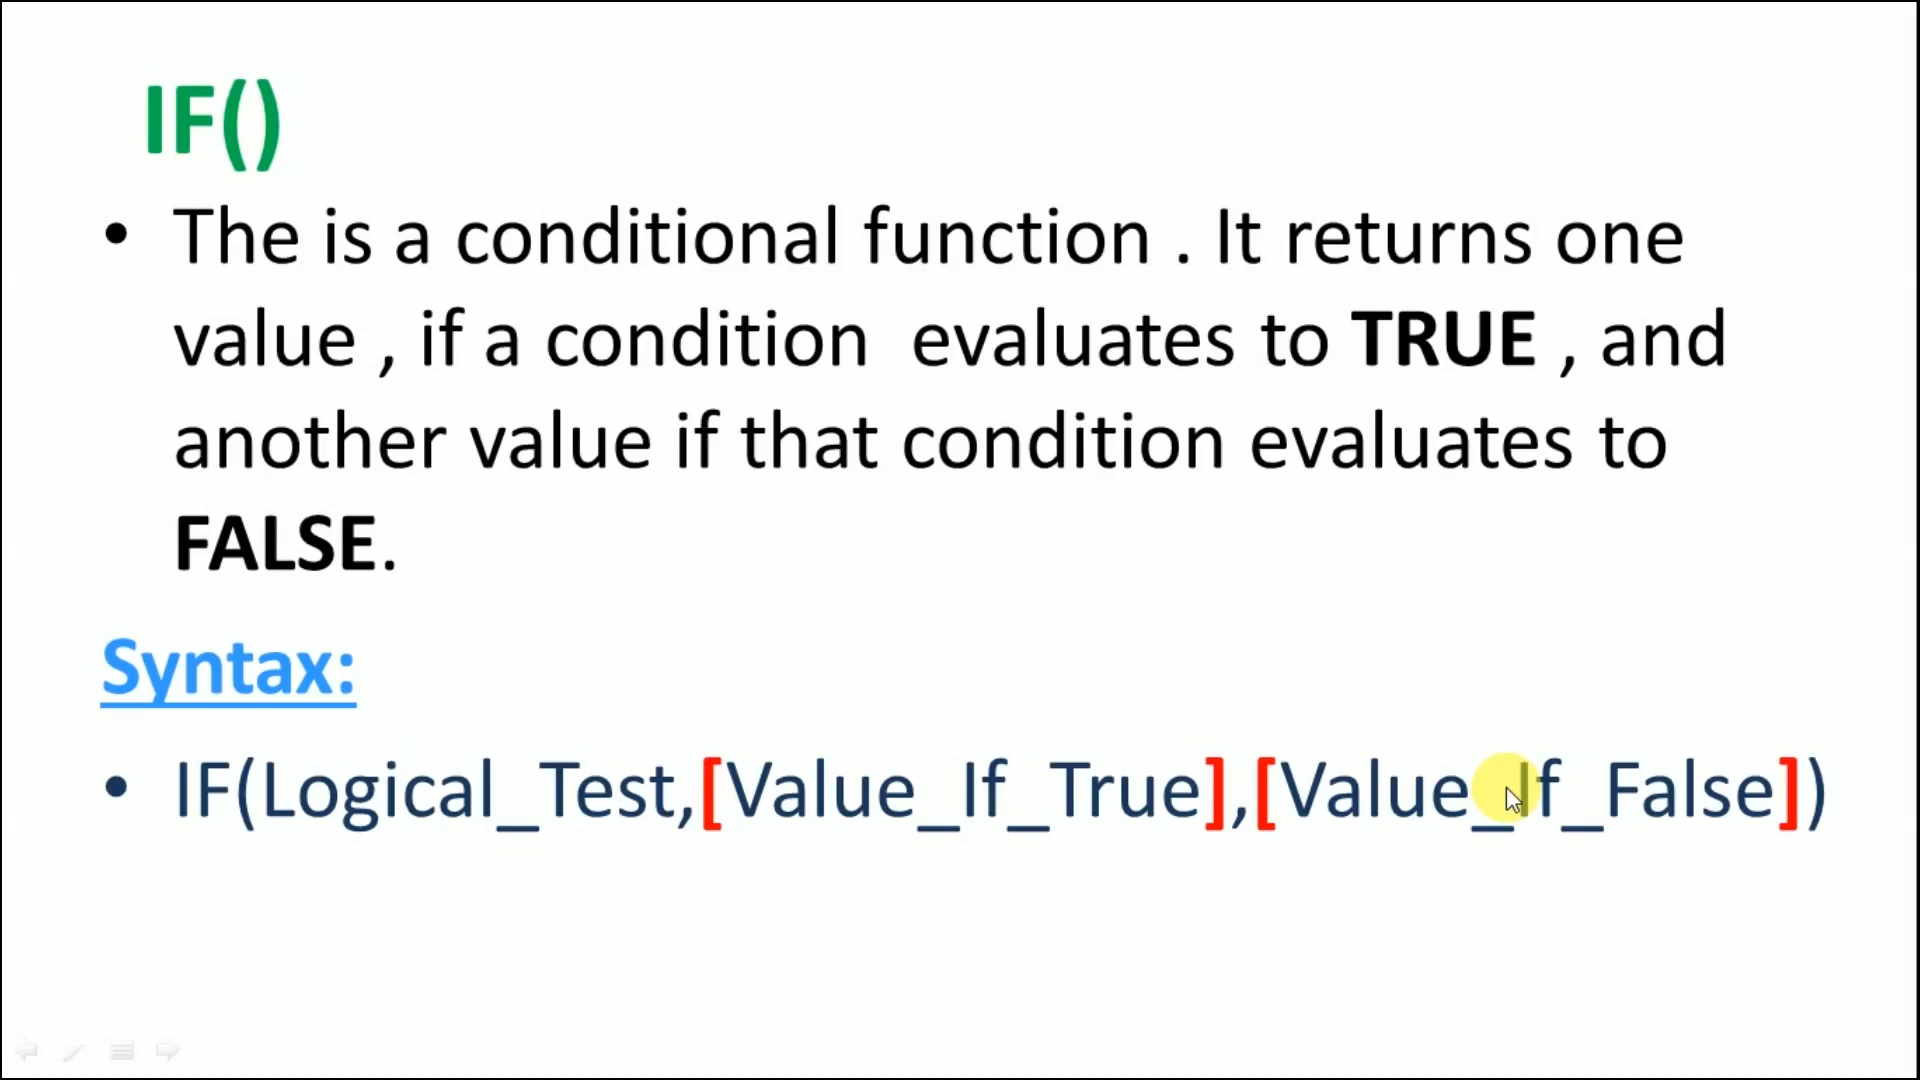 IF()
• The is a conditional function . It returns one
value , if a condition  evaluates to TRUE , and
another value if that condition evaluates to
FALSE.
Syntax:
• IF(Logical_Test,[Value_If_True],[Value_If_False])